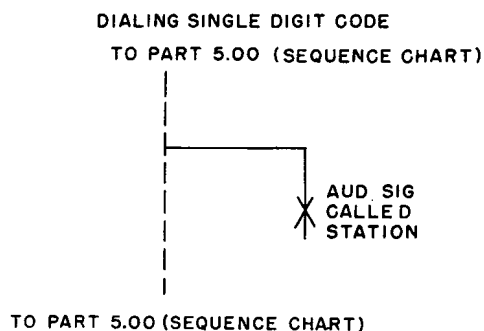 DIALING SINGLE DIGIT CODE
TO PART 5.00 (SEQUENCE CHART)
AUD. SIG
CALLED
STATION
TO PART 5.00 (SEQUENCE CHART)